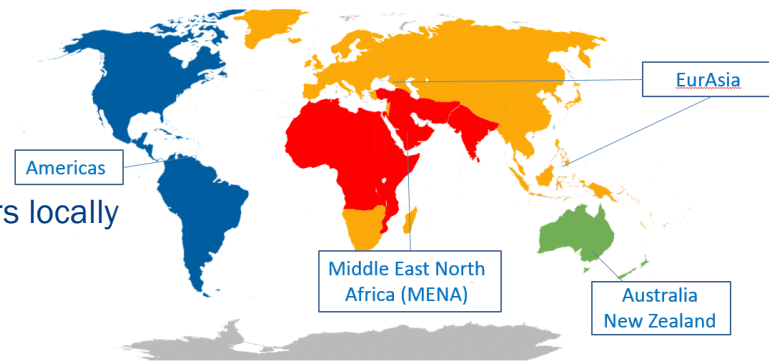 EurAsia
Americas
rs locally
Middle East North
Africa (MENA)
Australia
New Zealand